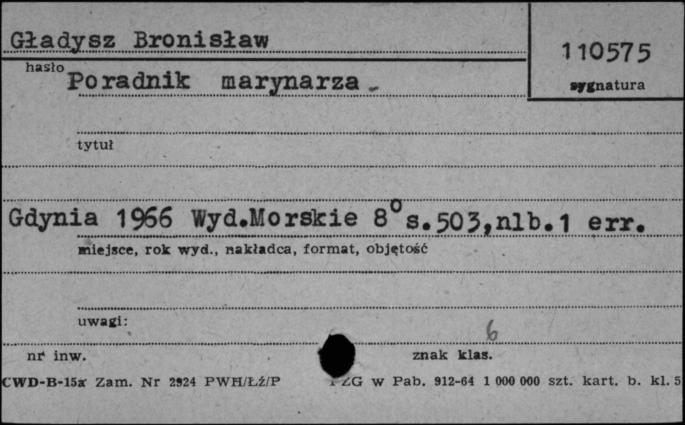 Gładysz Bronisław
110575
hasło
sygnatura
Poradnik marynarza
tytuł
Gdynia 1966 Wyd.Morskie 8° s.503,nlb.1 err.
miejsce, rok wyd., nakładca, format, objętość
uwagi:
6
nr inw.
znak klas.
CWD-B-15a Zam. Nr 2924 PWH/ŁŹ/P ZG w Pab. 912-64 1 000 000 szt. kart. b. kl. 5